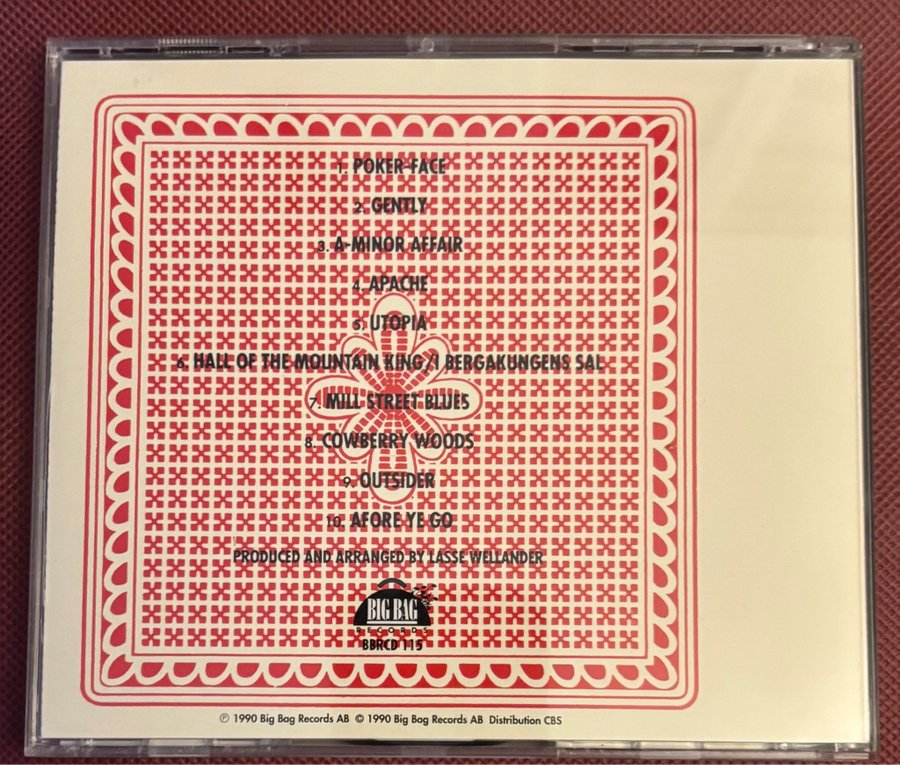 1. POKER-FACE
2. GENTLY
3. A-MINOR AFFAIR
4. APACHE
5. UTOPIA
6. HALL OF THE MOUNTAIN KING/I BERGAKUNGENS SAL
7. MILL STREET BLUES
8. COWBERRY WOODS
9. OUTSIDER
10. AFORE YE GO
PRODUCED AND ARRANGED BY LASSE WELLANDER
BIG BAG
RECORDS
BBRCD 115
℗ 1990 Big Bag Records AB © 1990 Big Bag Records AB Distribution CBS